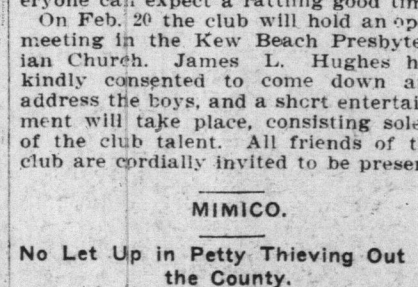 eryone can expect a rattling good tim
On Feb. 20 the club will hold an op
meeting in the Kew Beach Presbyte
ian Church. James L. Hughes h
kindly consented to come down a
address the boys, and a short entertai
ment will take place, consisting sole
of the club talent. All friends of t
club are cordially invited to be presen
MIMICO.
No Let Up in Petty Thieving Out
the County.